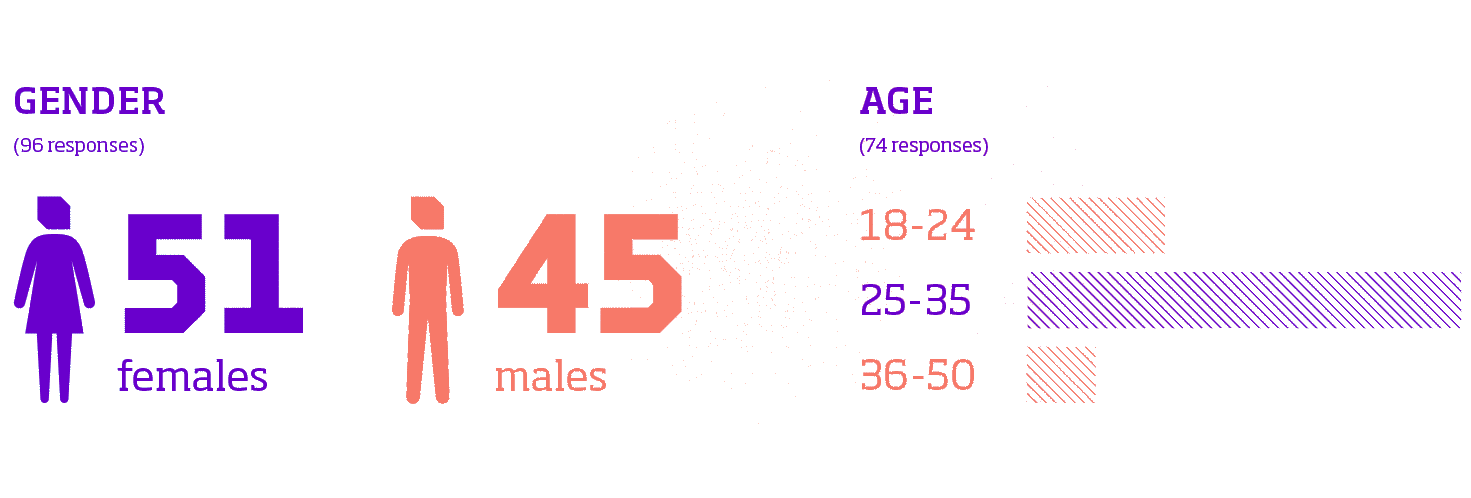 GENDER
(96 responses)
51
females
45
males
AGE
(74 responses)
18-24
25-35
36-50